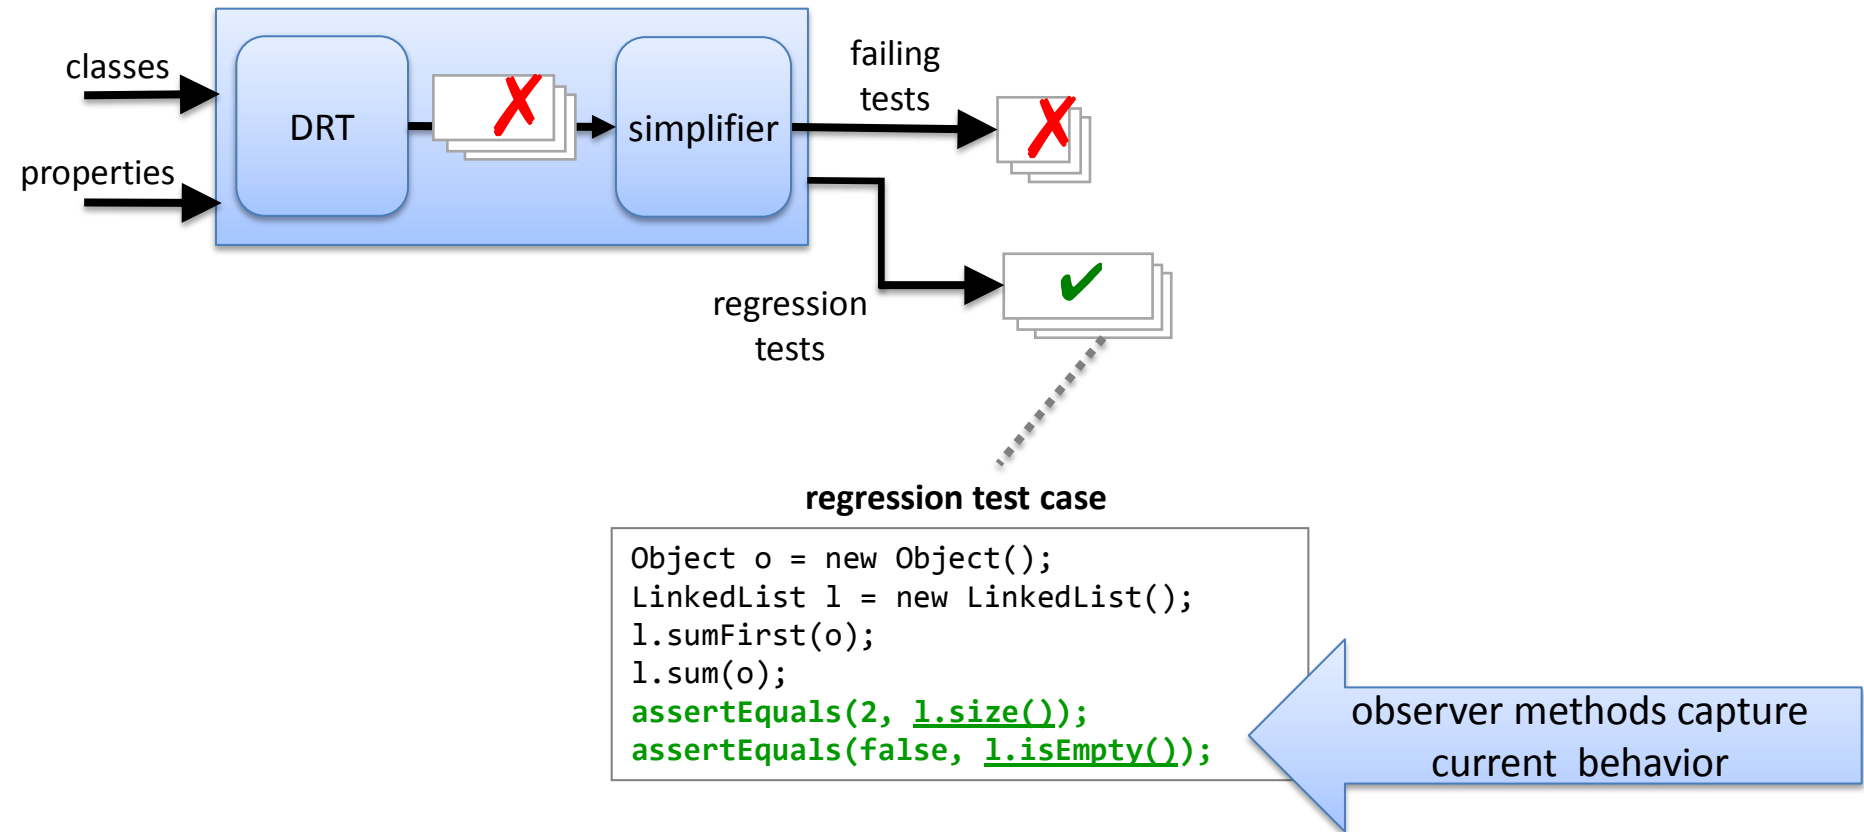 classes
properties
DRT
simplifier
failing
tests
regression
tests
regression test case
Object o = new Object();
LinkedList l = new LinkedList();
l.sumFirst(o);
l.sum(o);
assertEquals(2, l.size());
assertEquals(false, l.isEmpty());
observer methods capture
current behavior